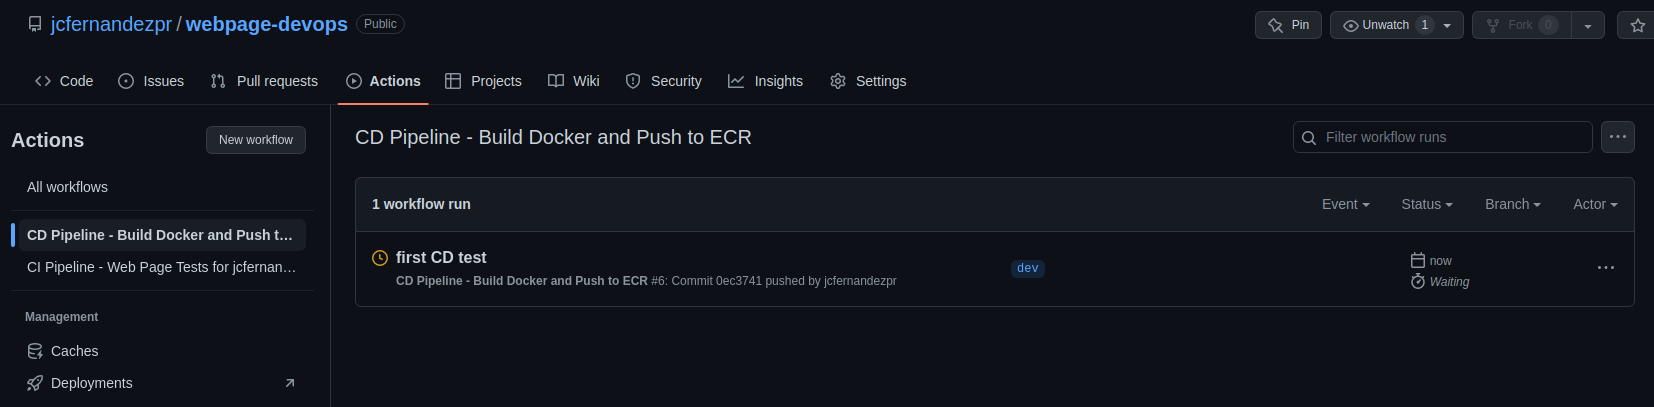 jcfernandezpr / webpage-devops Public
Pin Unwatch 1 Fork 0
Code Issues Pull requests Actions Projects Wiki Security Insights Settings
Actions New workflow
All workflows
CD Pipeline - Build Docker and Push t...
CI Pipeline - Web Page Tests for jcfernan...
Management
Caches
Deployments
CD Pipeline - Build Docker and Push to ECR
Filter workflow runs
1 workflow run Event Status Branch Actor
first CD test
CD Pipeline - Build Docker and Push to ECR #6: Commit 0ec3741 pushed by jcfernandezpr
dev
now
Waiting